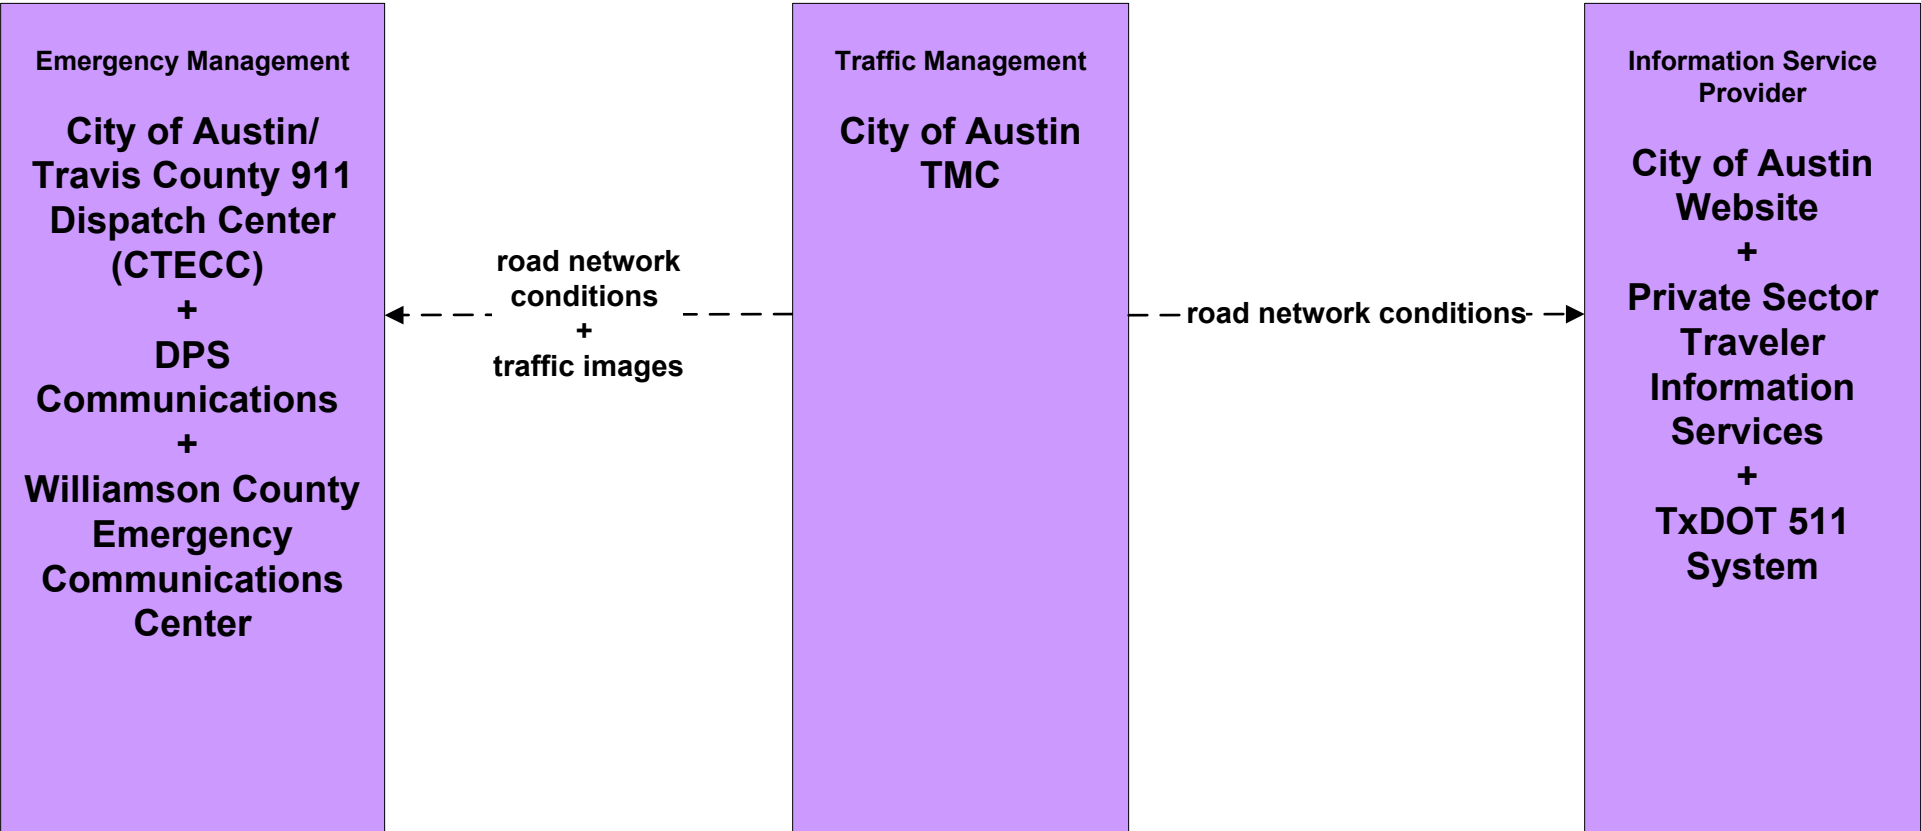 Emergency Management
City of Austin/
Travis County 911
Dispatch Center
(CTECC)
+
DPS
Communications
+
Williamson County
Emergency
Communications
Center
road network
conditions
+
traffic images
Traffic Management
City of Austin
TMC
road network conditions
Information Service
Provider
City of Austin
Website
+
Private Sector
Traveler
Information
Services
+
TxDOT 511
System